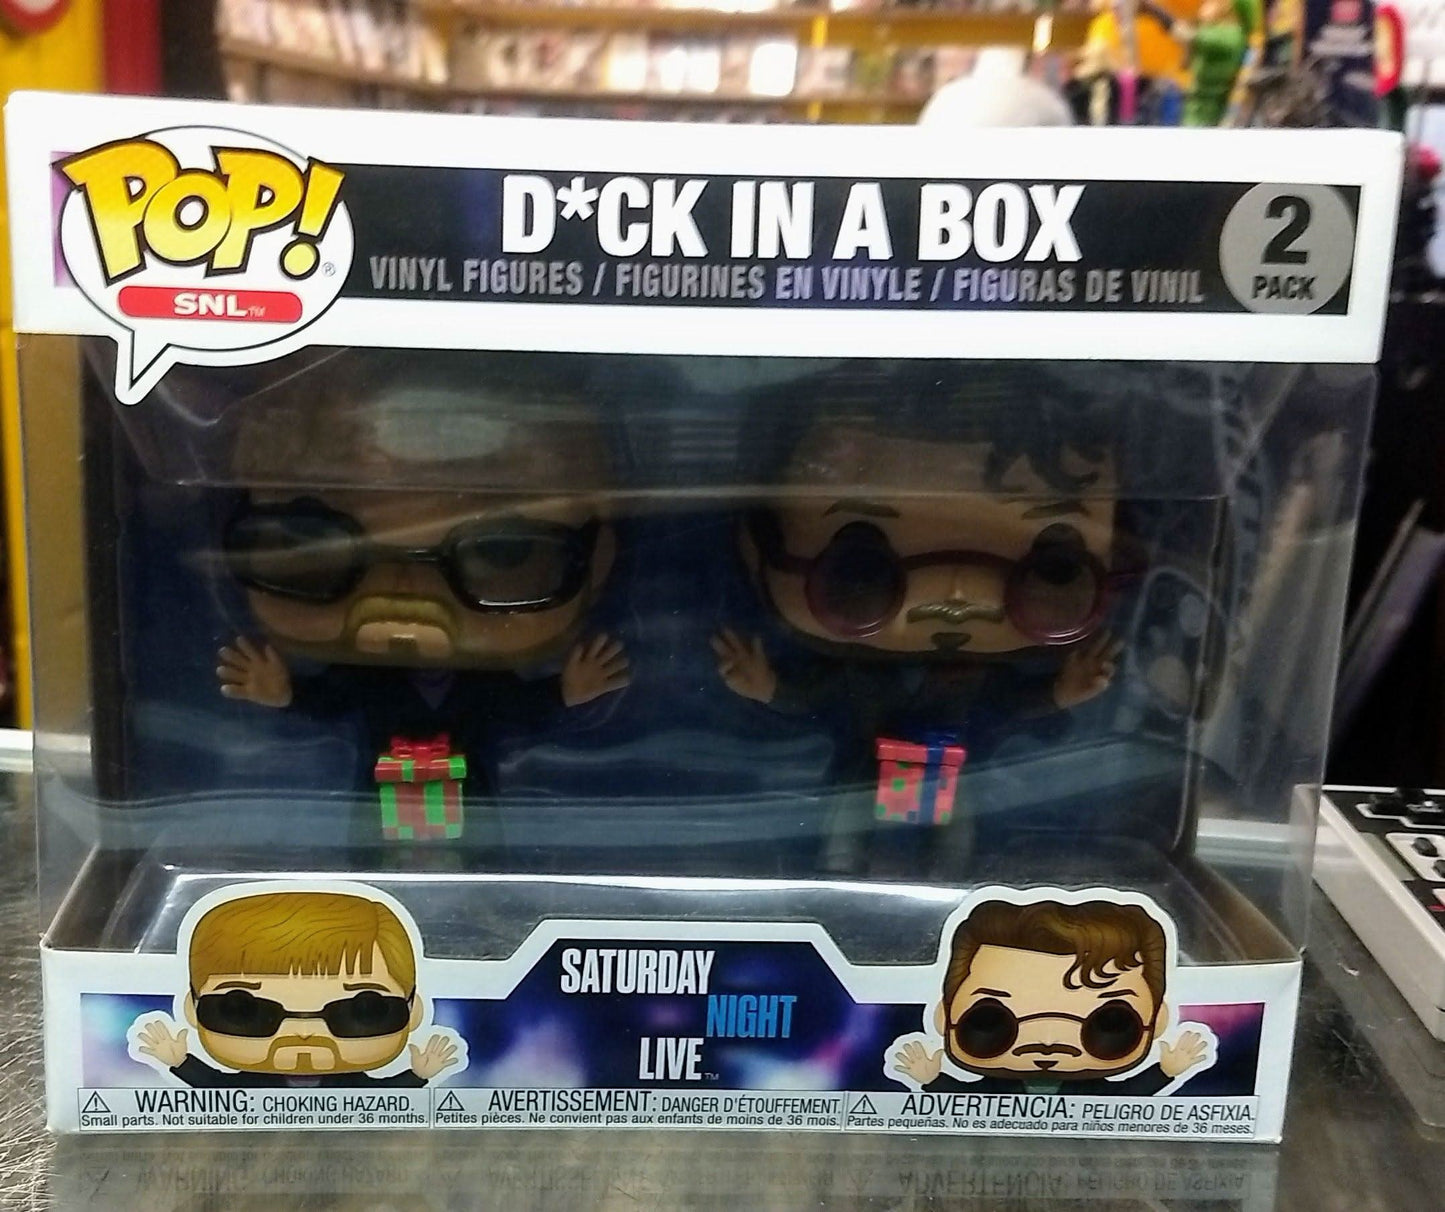 POP!®
SNL™
D*CK IN A BOX
VINYL FIGURES / FIGURINES EN VINYLE / FIGURAS DE VINIL
2
PACK
SATURDAY
NIGHT
LIVE™
WARNING: CHOKING HAZARD.
Small parts. Not suitable for children under 36 months.
AVERTISSEMENT: DANGER D'ÉTOUFFEMENT.
Petites pièces. Ne convient pas aux enfants de moins de 36 mois.
ADVERTENCIA: PELIGRO DE ASFIXIA.
Partes pequeñas. No es adecuado para niños menores de 36 meses.